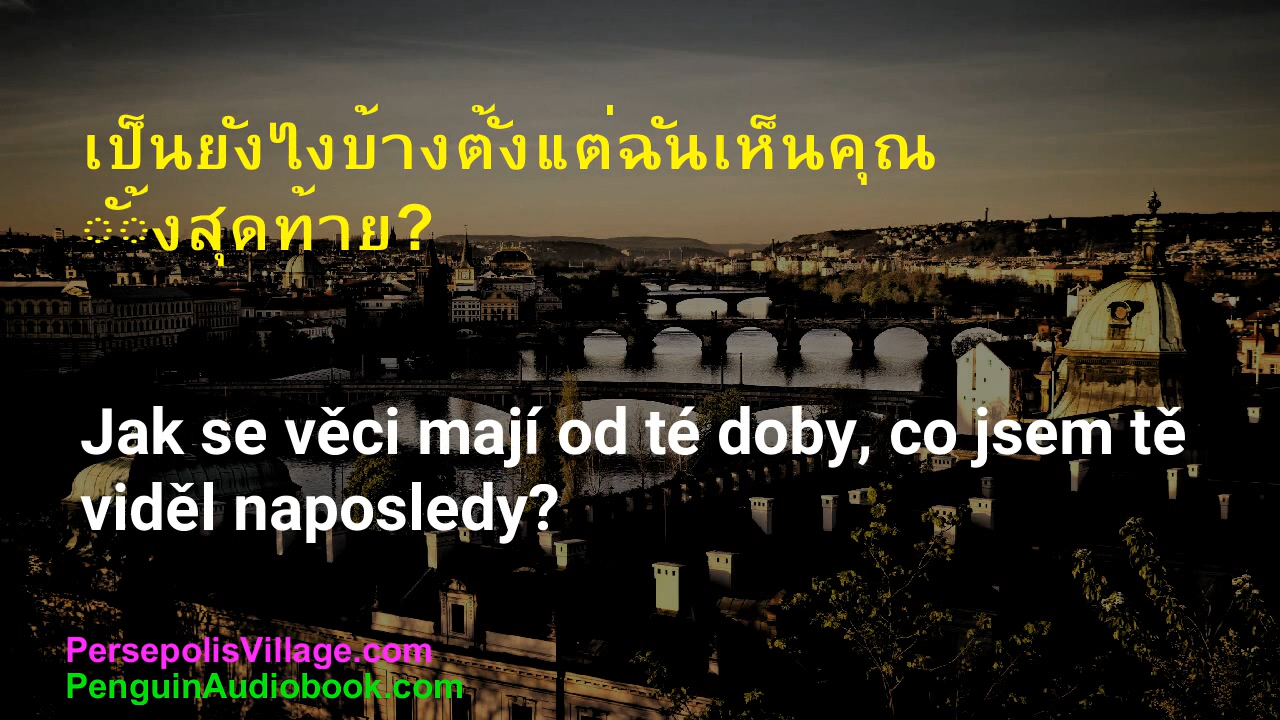 เป็นยังไงบ้างตั้งแต่ฉันเห็นคุณ
ั้งสุดท้าย?
Jak se věci mají od té doby, co jsem tě
viděl naposledy?
PersepolisVillage.com
PenguinAudiobook.com